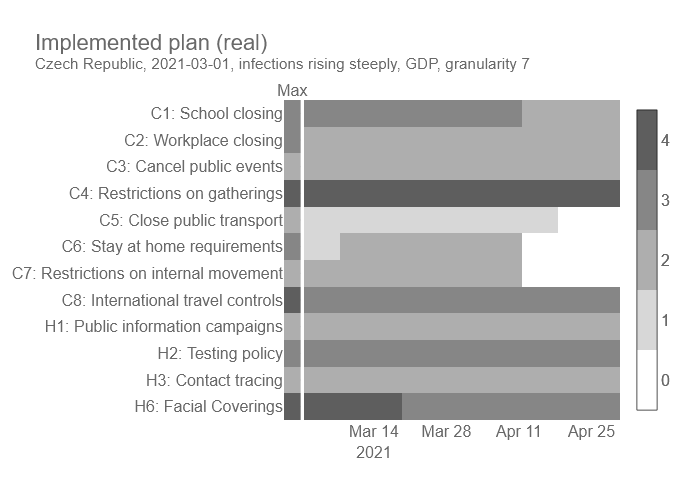 Implemented plan (real)
Czech Republic, 2021-03-01, infections rising steeply, GDP, granularity 7
Max
C1: School closing
C2: Workplace closing
C3: Cancel public events
C4: Restrictions on gatherings
C5: Close public transport
C6: Stay at home requirements
C7: Restrictions on internal movement
C8: International travel controls
H1: Public information campaigns
H2: Testing policy
H3: Contact tracing
H6: Facial Coverings
4
3
2
1
0
Mar 14 Mar 28 Apr 11 Apr 25
2021